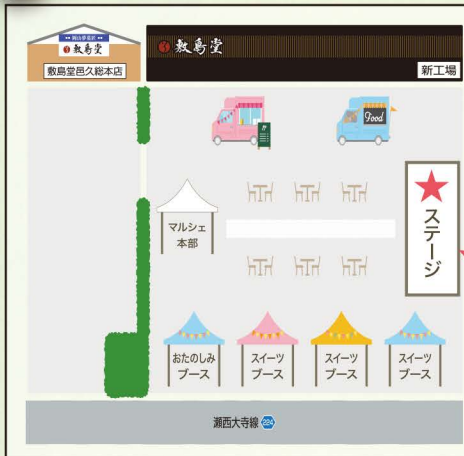 敷島堂
敷島堂
敷島堂邑久総本店
新工場
Good
マルシェ
本部
ステージ
おたのしみ
ブース
スイーツ
ブース
スイーツ
ブース
スイーツ
ブース
瀬西大寺線 224